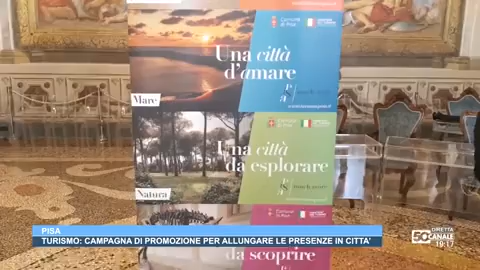 Comune
di Pisa
Una città
d'amare
Mare
Comune
di Pisa
Una città
da esplorare
Natura
Comune
di Pisa
da scoprire
PISA
TURISMO: CAMPAGNA DI PROMOZIONE PER ALLUNGARE LE PRESENZE IN CITTA'
50 DIRETTA
CANALE
19:17